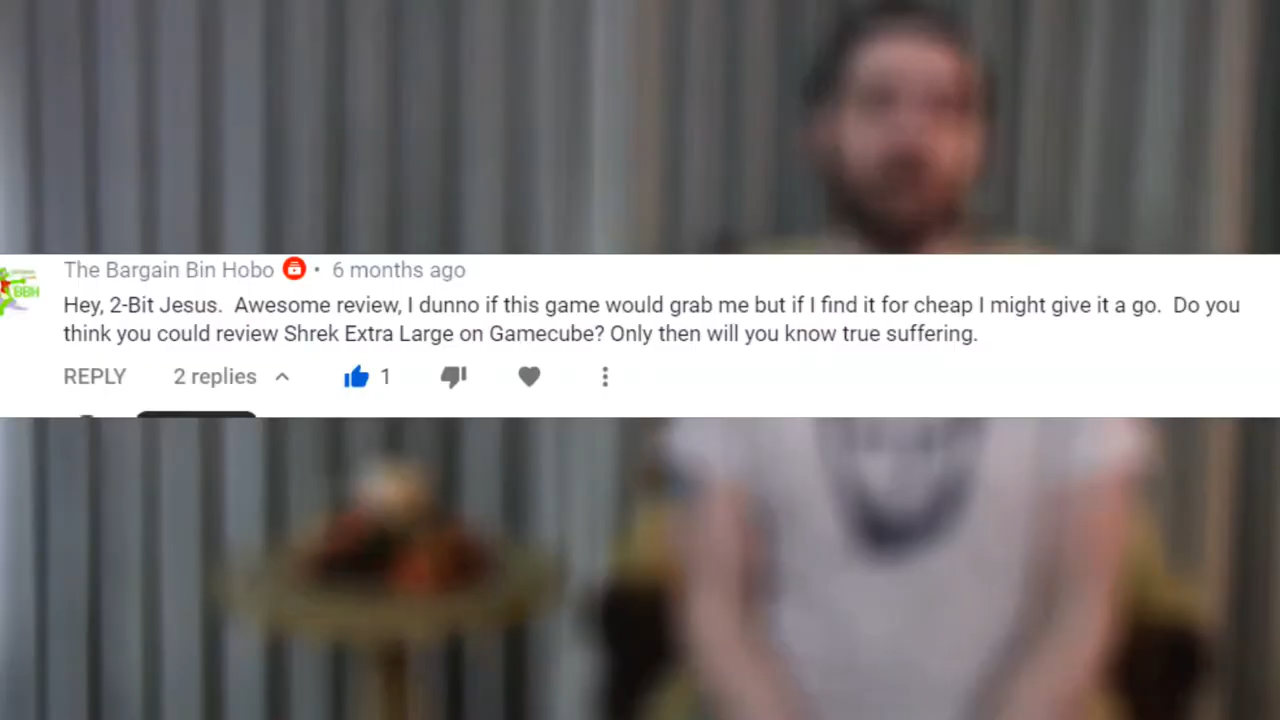 The Bargain Bin Hobo • 6 months ago
Hey, 2-Bit Jesus.  Awesome review, I dunno if this game would grab me but if I find it for cheap I might give it a go.  Do you
think you could review Shrek Extra Large on Gamecube? Only then will you know true suffering.
REPLY 2 replies 1
BBH